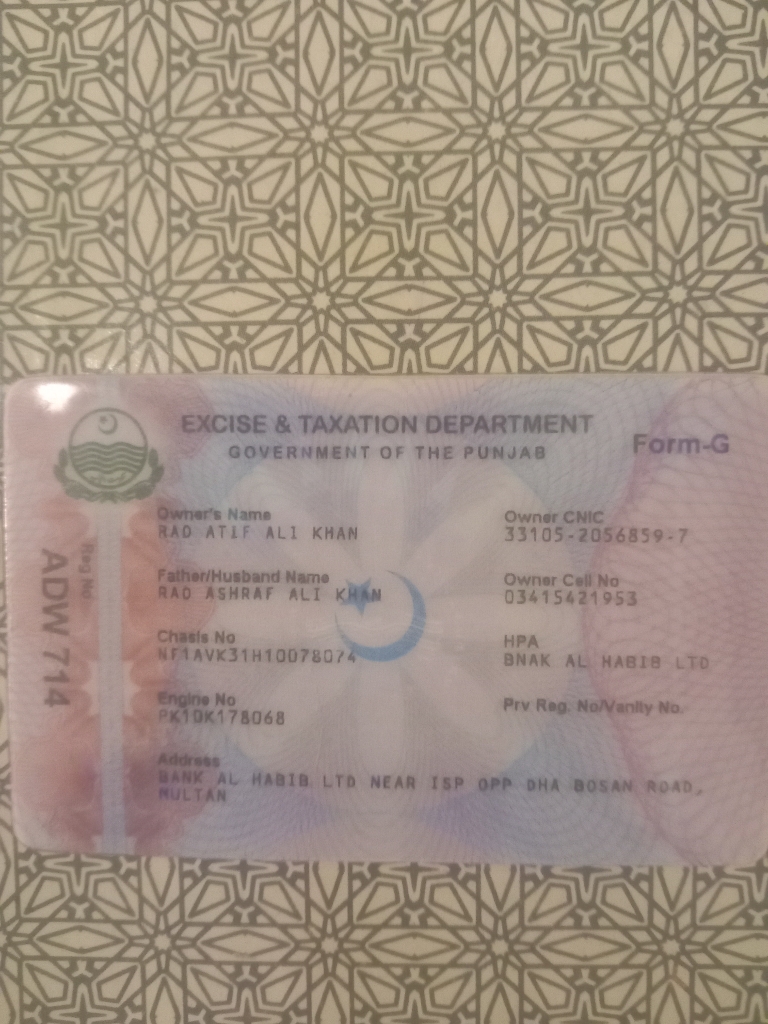 EXCISE & TAXATION DEPARTMENT
GOVERNMENT OF THE PUNJAB
Form-G
Reg No
ADW 714
Owner's Name
RAO ATIF ALI KHAN
Owner CNIC
33105-2056859-7
Father/Husband Name
RAO ASHRAF ALI KHAN
Owner Cell No
03415421953
Chasis No
NF1AVK31H10078074
HPA
BNAK AL HABIB LTD
Engine No
PK10K178068
Prv Reg. No/Vanity No.
Address
BANK AL HABIB LTD NEAR ISP OPP DHA BOSAN ROAD,
MULTAN